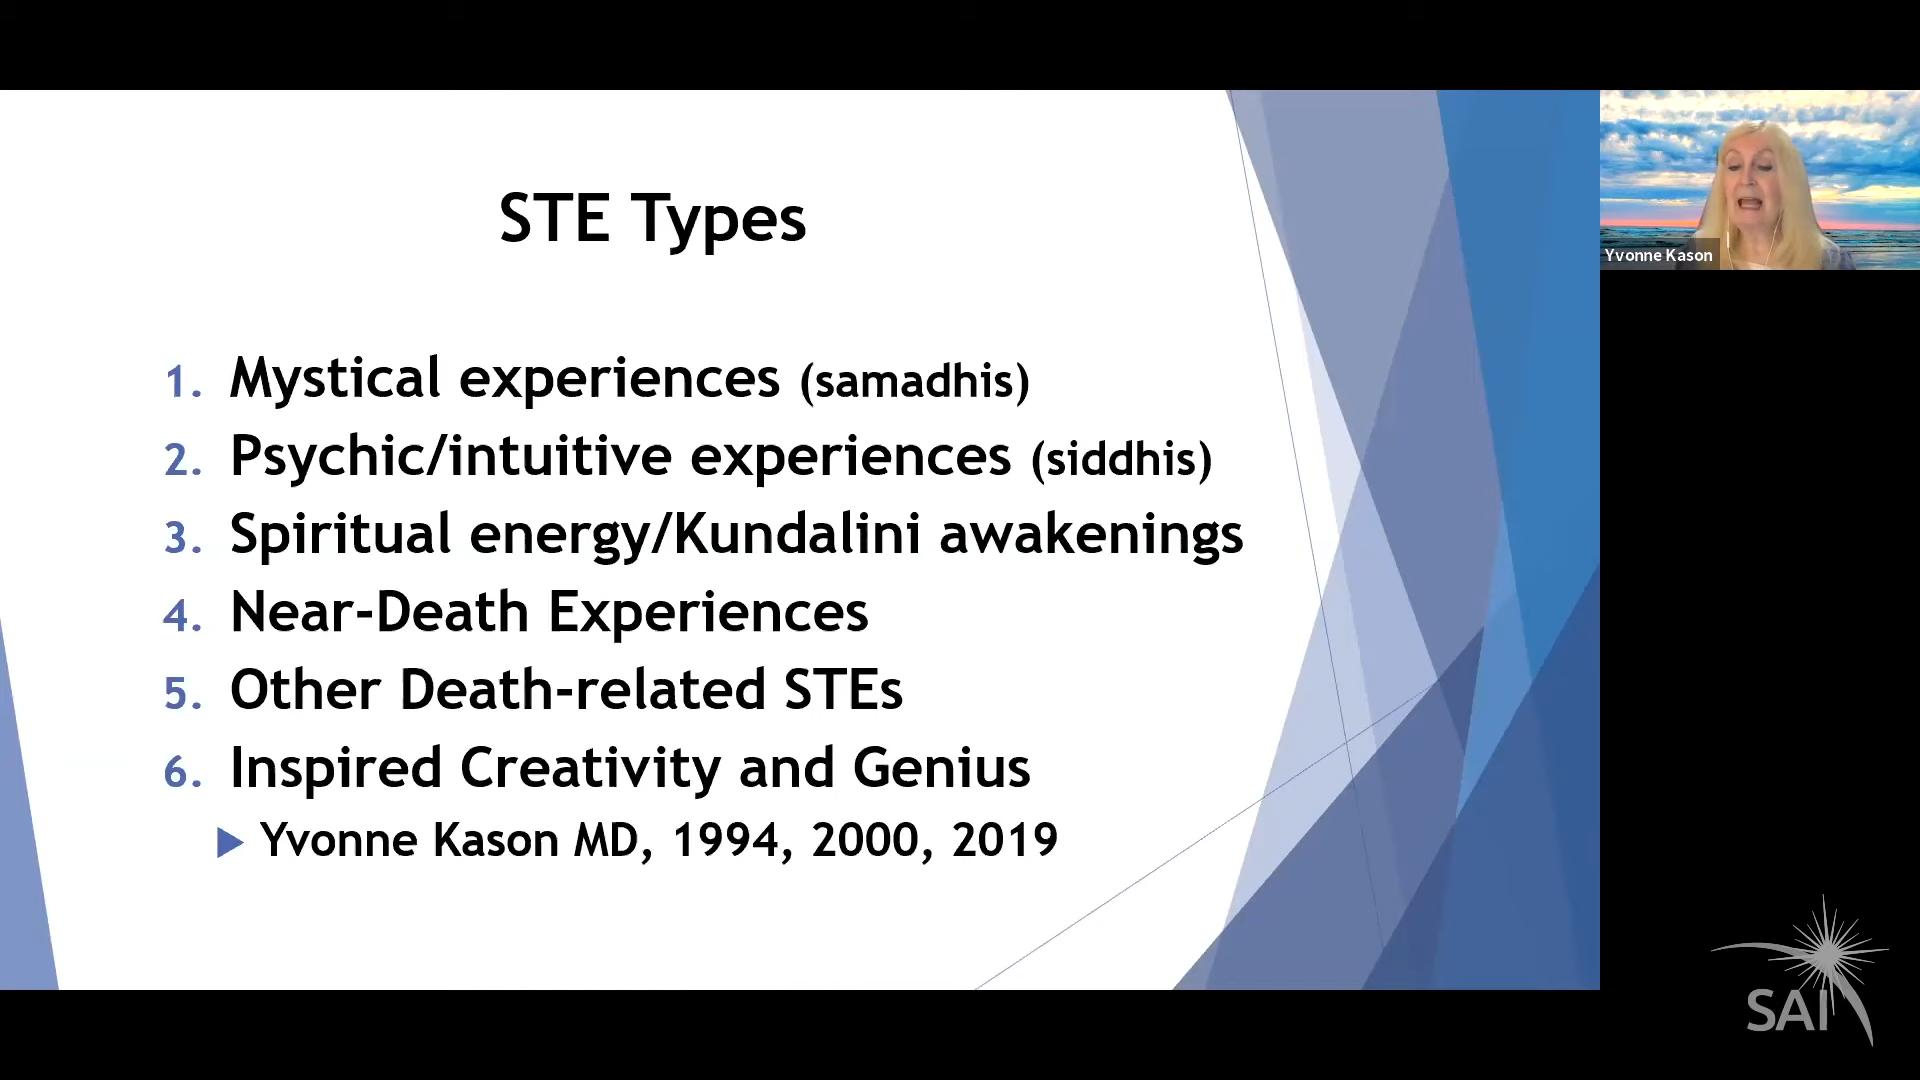 STE Types
1. Mystical experiences (samadhis)
2. Psychic/intuitive experiences (siddhis)
3. Spiritual energy/Kundalini awakenings
4. Near-Death Experiences
5. Other Death-related STEs
6. Inspired Creativity and Genius
Yvonne Kason MD, 1994, 2000, 2019
Yvonne Kason
SAI